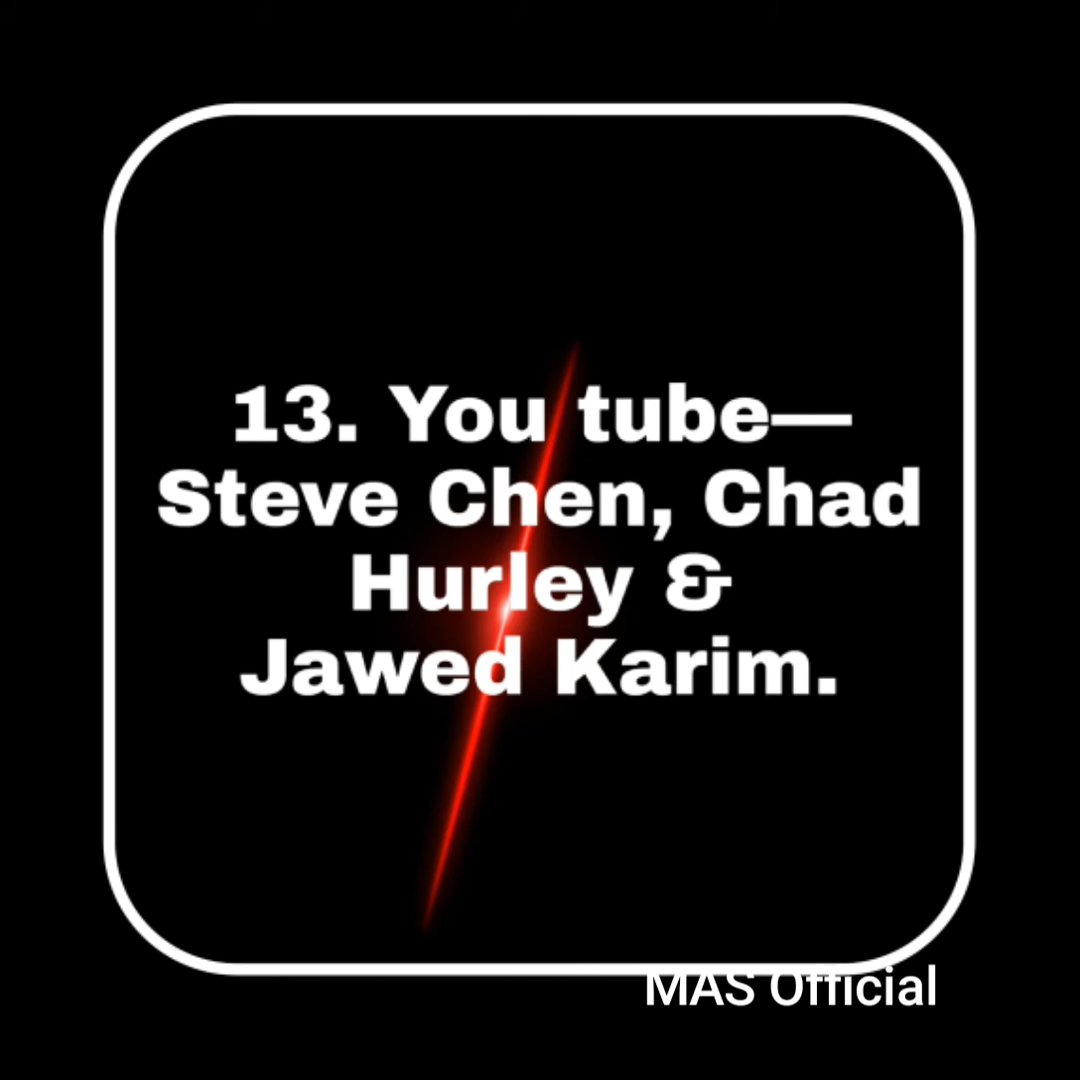 13. You tube—
Steve Chen, Chad
Hurley &
Jawed Karim.
MAS Official